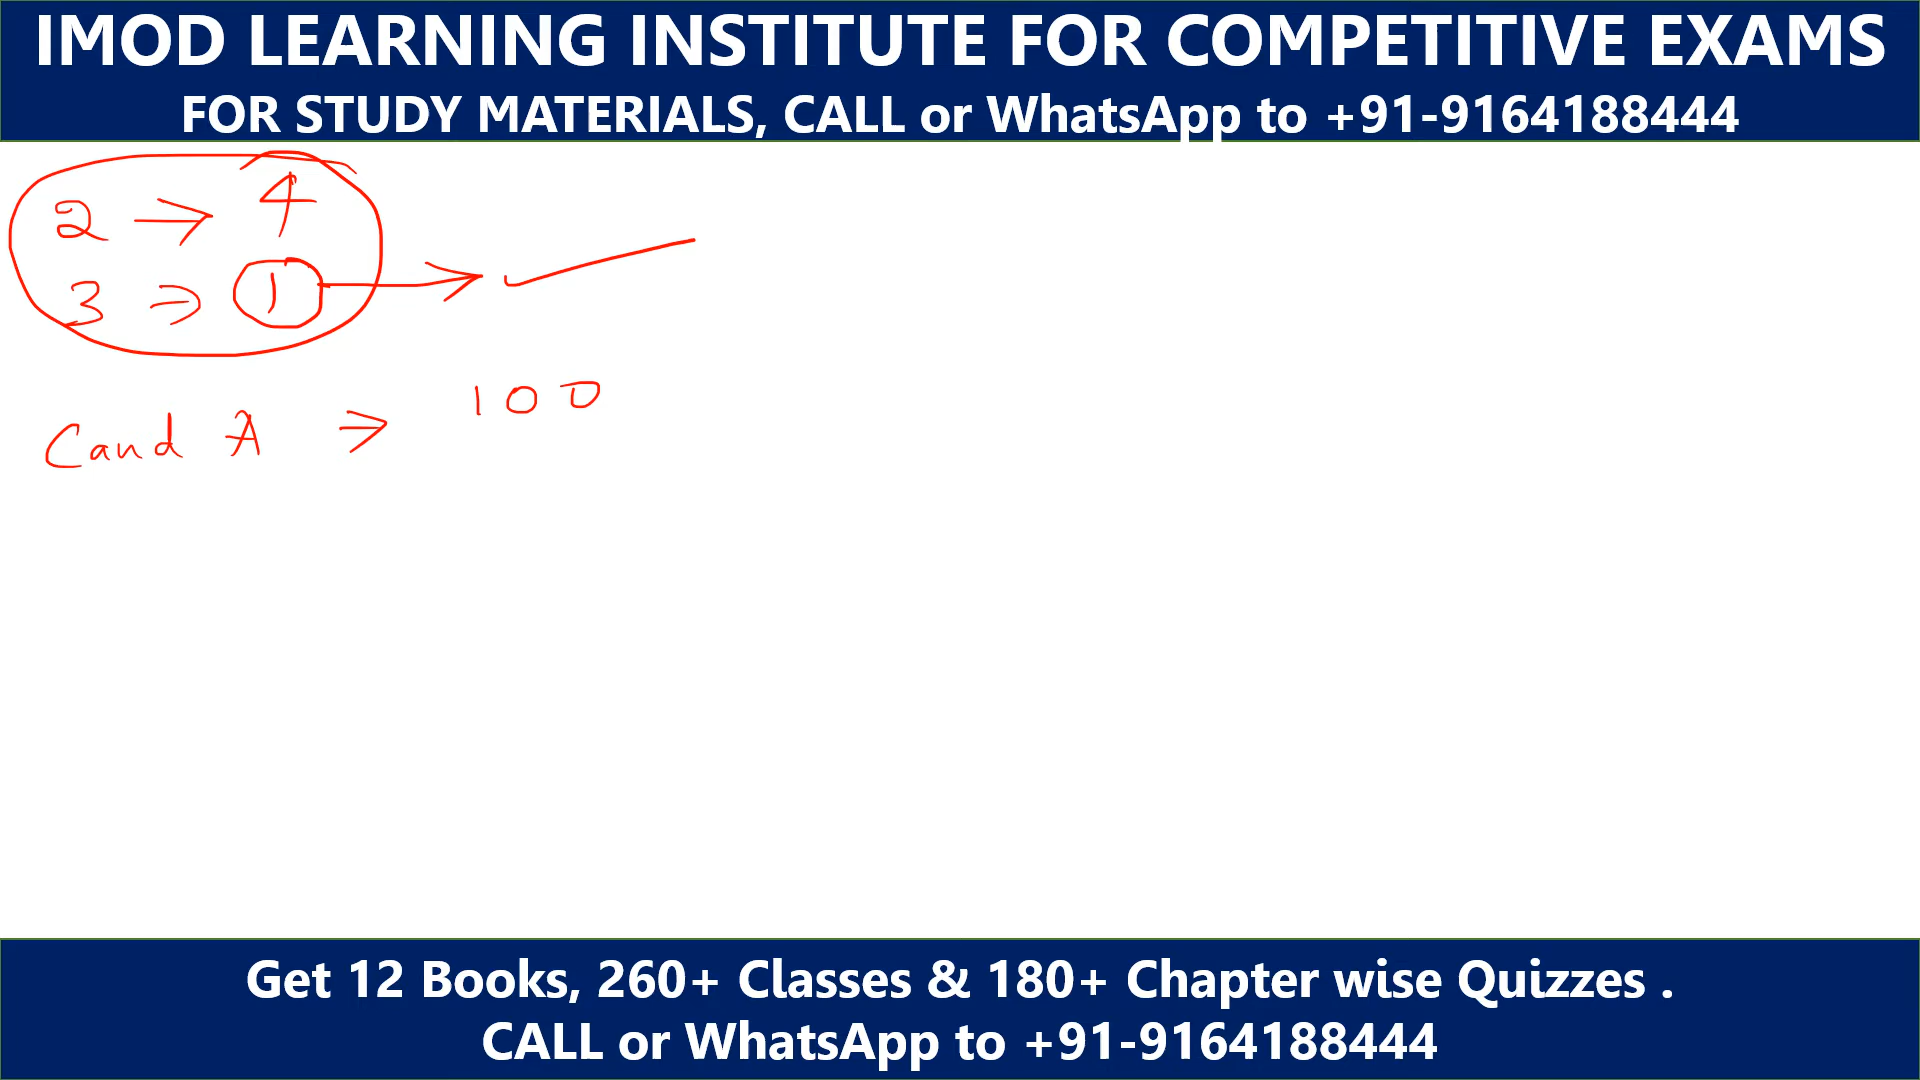 IMOD LEARNING INSTITUTE FOR COMPETITIVE EXAMS
FOR STUDY MATERIALS, CALL or WhatsApp to +91-9164188444
2 → 4
3 ⇒ 1 →
Cand A → 100
Get 12 Books, 260+ Classes & 180+ Chapter wise Quizzes .
CALL or WhatsApp to +91-9164188444